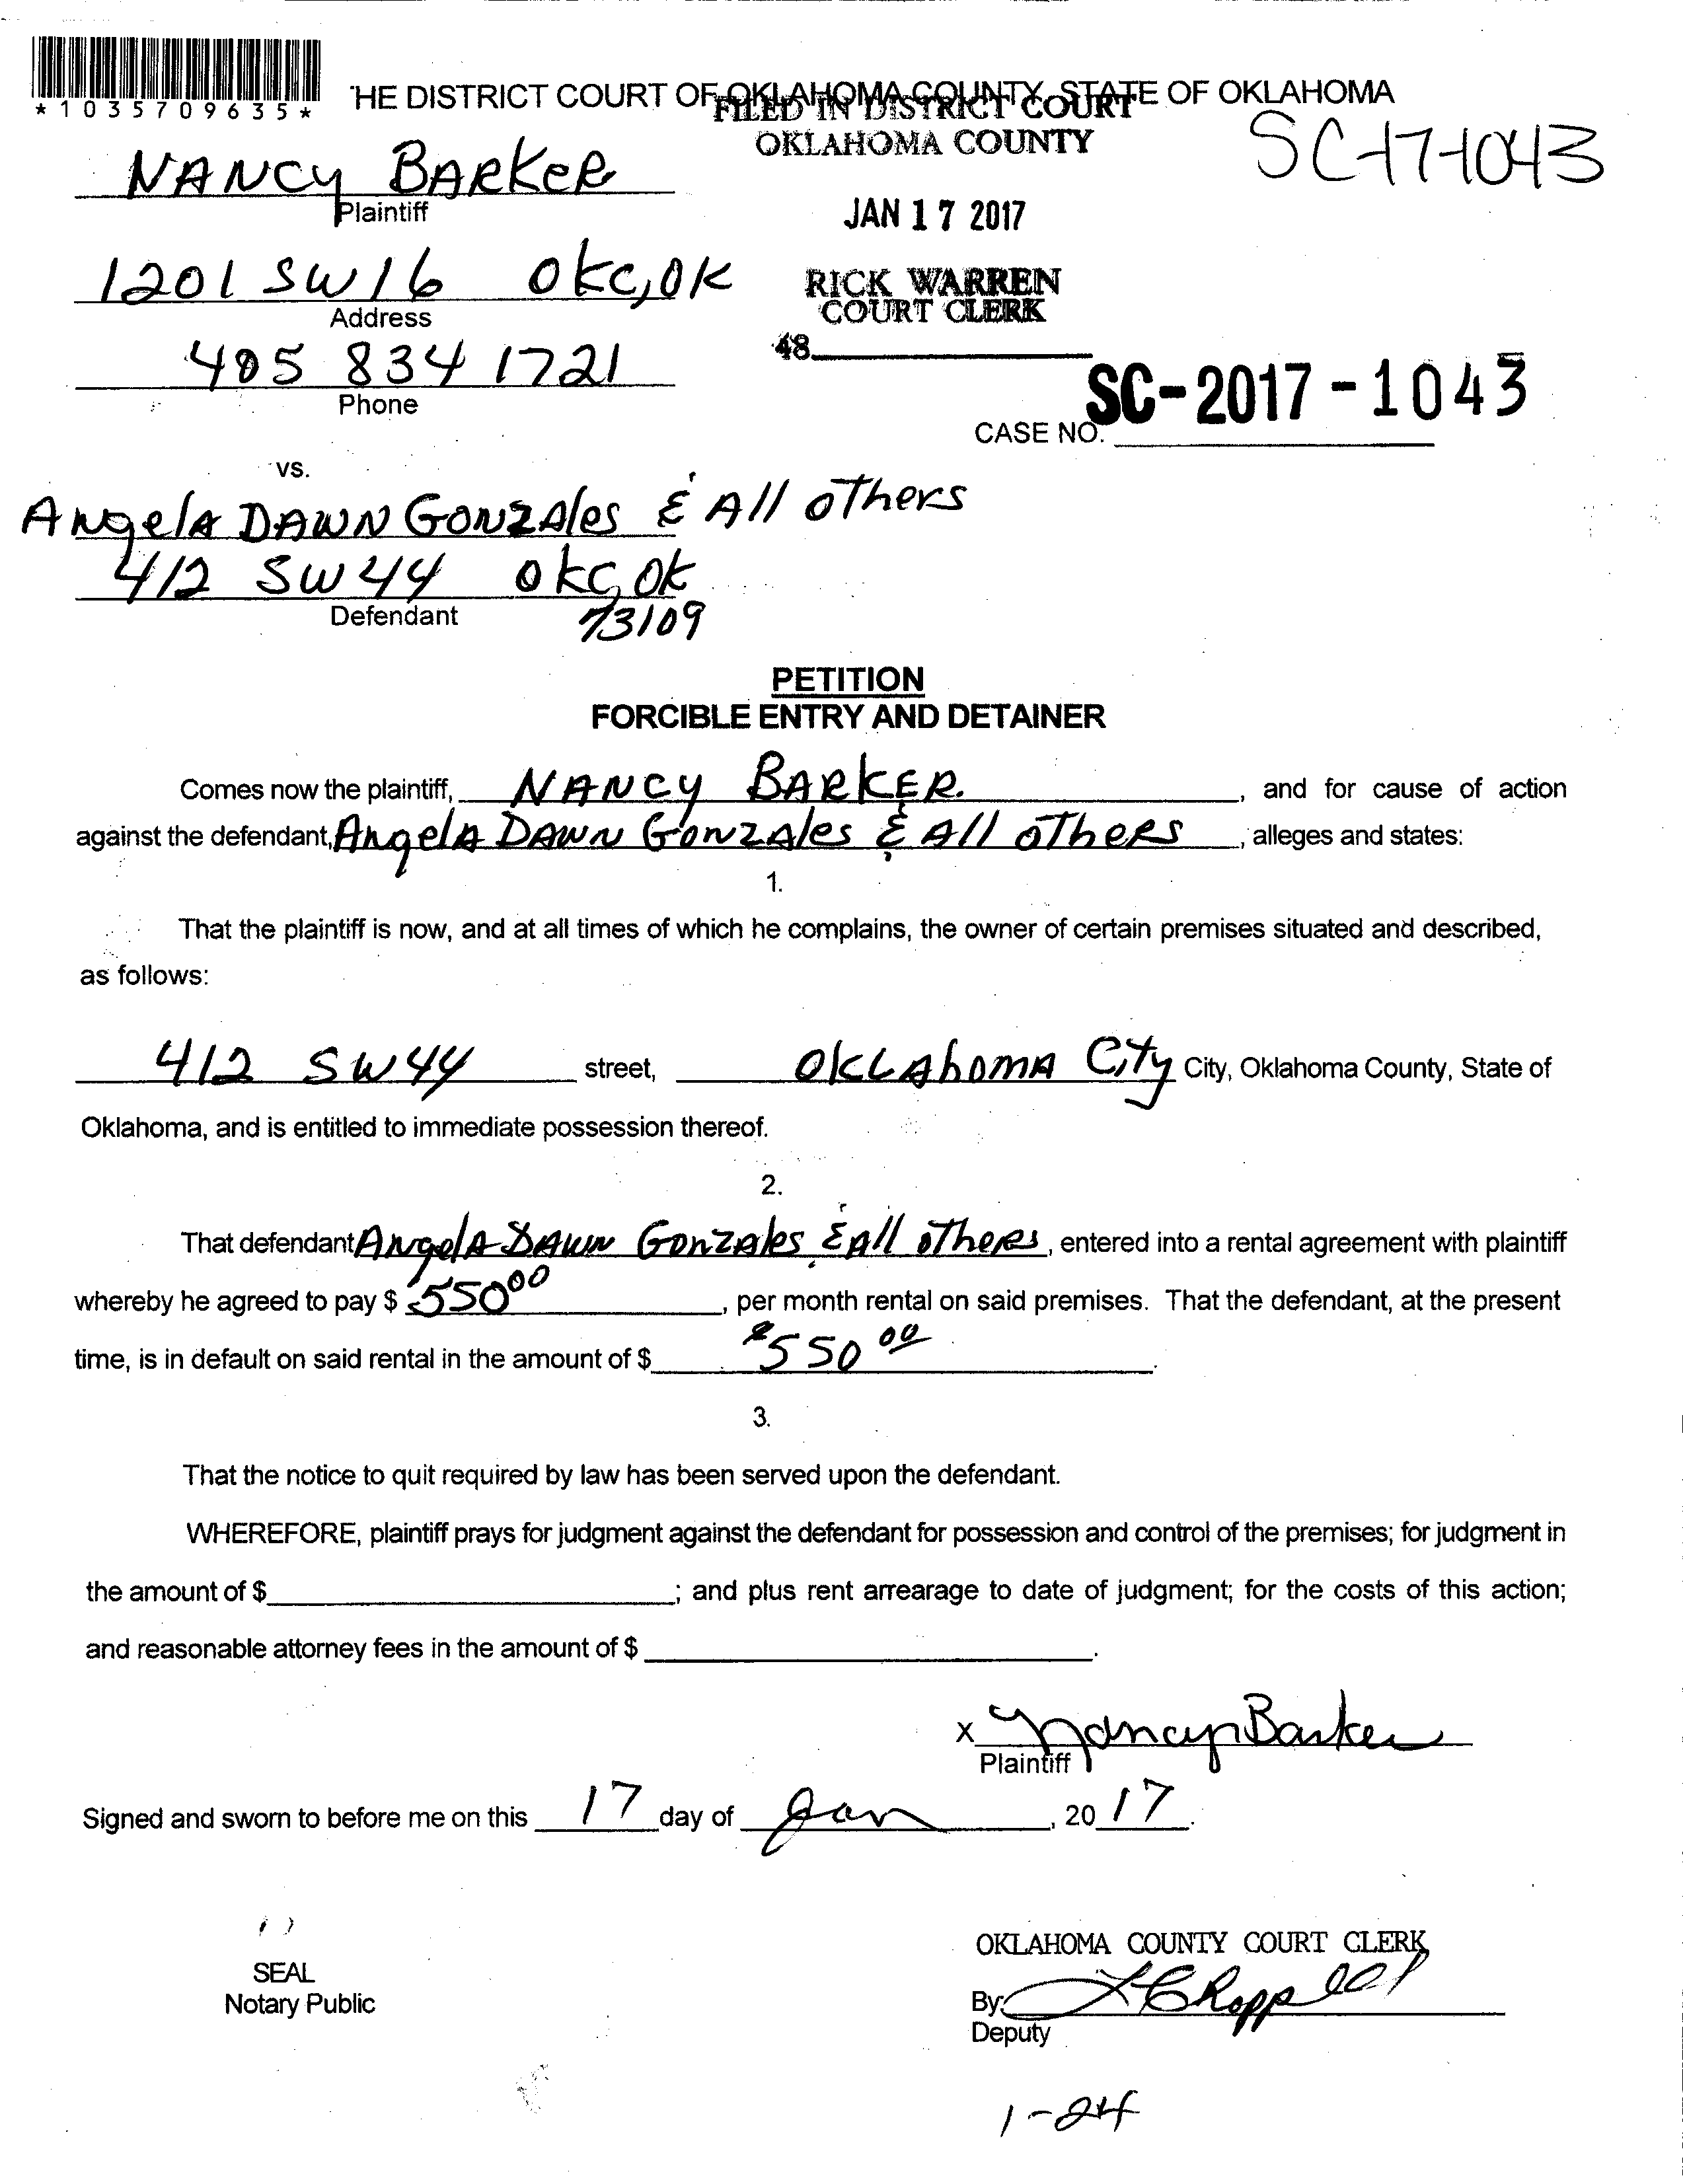 *1035709635*
'HE DISTRICT COURT OF OKLAHOMA COUNTY, STATE OF OKLAHOMA
FILED IN DISTRICT COURT
OKLAHOMA COUNTY
SC-17-1043
NANCY BARKER
Plaintiff
JAN 17 2017
1201 SW 16 OKC, OK
Address
RICK WARREN
COURT CLERK
405 834 1721
Phone
48
SC-2017-1043
CASE NO.
vs.
Angela DAWN GONZAles & All oThers
412 SW 44 OKC, OK
Defendant
73109
PETITION
FORCIBLE ENTRY AND DETAINER
Comes now the plaintiff, NANCY BARKER. , and for cause of action
against the defendant, Angela DAWN GonzAles & All oTheRs , alleges and states:
1.
That the plaintiff is now, and at all times of which he complains, the owner of certain premises situated and described,
as follows:
412 SW 44 street, OKLAhomA CiTy City, Oklahoma County, State of
Oklahoma, and is entitled to immediate possession thereof.
2.
That defendant AngelA DAWN GonzAles & All oTheRs , entered into a rental agreement with plaintiff
whereby he agreed to pay $ 550 00 , per month rental on said premises. That the defendant, at the present
time, is in default on said rental in the amount of $ $550 00 .
3.
That the notice to quit required by law has been served upon the defendant.
WHEREFORE, plaintiff prays for judgment against the defendant for possession and control of the premises; for judgment in
the amount of $ ; and plus rent arrearage to date of judgment; for the costs of this action;
and reasonable attorney fees in the amount of $ .
x Nancy Barker
Plaintiff
Signed and sworn to before me on this 17 day of Jan , 20 17 .
SEAL
Notary Public
OKLAHOMA COUNTY COURT CLERK
By:
Deputy
1-24